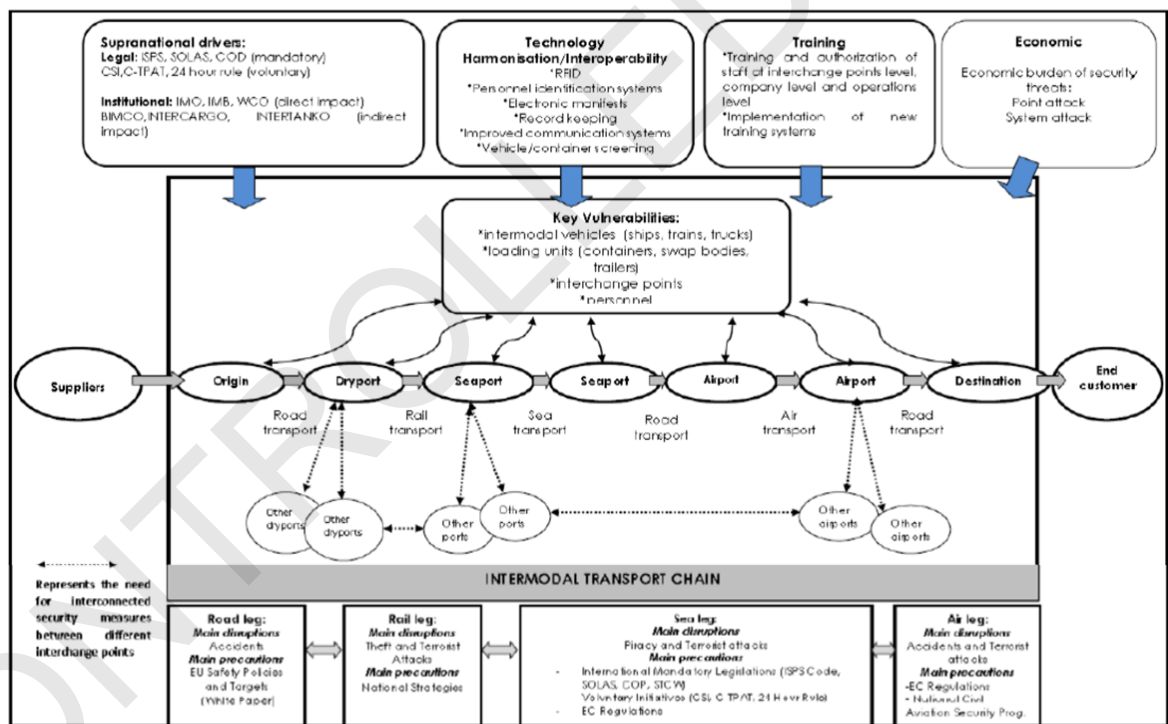 Supranational drivers:
Legal: ISPS, SOLAS, COD (mandatory)
CSI,C-TPAT, 24 hour rule (voluntary)
Institutional: IMO, IMB, WCO (direct impact)
BIMCO,INTERCARGO, INTERTANKO (indirect
impact)
Technology
Harmonisation/Interoperability
*RFID
*Personnel identification systems
*Electronic manifests
*Record keeping
*Improved communication systems
*Vehicle/container screening
Training
*Training and authorization of
staff at interchange points level,
company level and operations
level
*Implementation of new
training systems
Economic
Economic burden of security
threats:
Point attack
System attack
Key Vulnerabilities:
*intermodal vehicles (ships, trains, trucks)
*loading units (containers, swap bodies,
trailers)
*interchange points
*personnel
Suppliers
Origin
Dryport
Seaport
Seaport
Airport
Airport
Destination
End
customer
Road
transport
Rail
transport
Sea
transport
Road
transport
Air
transport
Road
transport
Other
dryports
Other
dryports
Other
ports
Other
ports
Other
airports
Other
airports
Represents the need
for interconnected
security measures
between different
interchange points
INTERMODAL TRANSPORT CHAIN
Road leg:
Main disruptions
Accidents
Main precautions
EU Safety Policies
and Targets
(White Paper)
Rail leg:
Main disruptions
Theft and Terrorist
Attacks
Main precautions
National Strategies
Sea leg:
Main disruptions
Piracy and Terrorist attacks
Main precautions
- International Mandatory Legislations (ISPS Code,
SOLAS, COP, STCW)
- Voluntary Initiatives (CSI, C TPAT, 24 Hour Rule)
- EC Regulations
Air leg:
Main disruptions
Accidents and Terrorist
attacks
Main precautions
-EC Regulations
- National Civil
Aviation Security Prog.